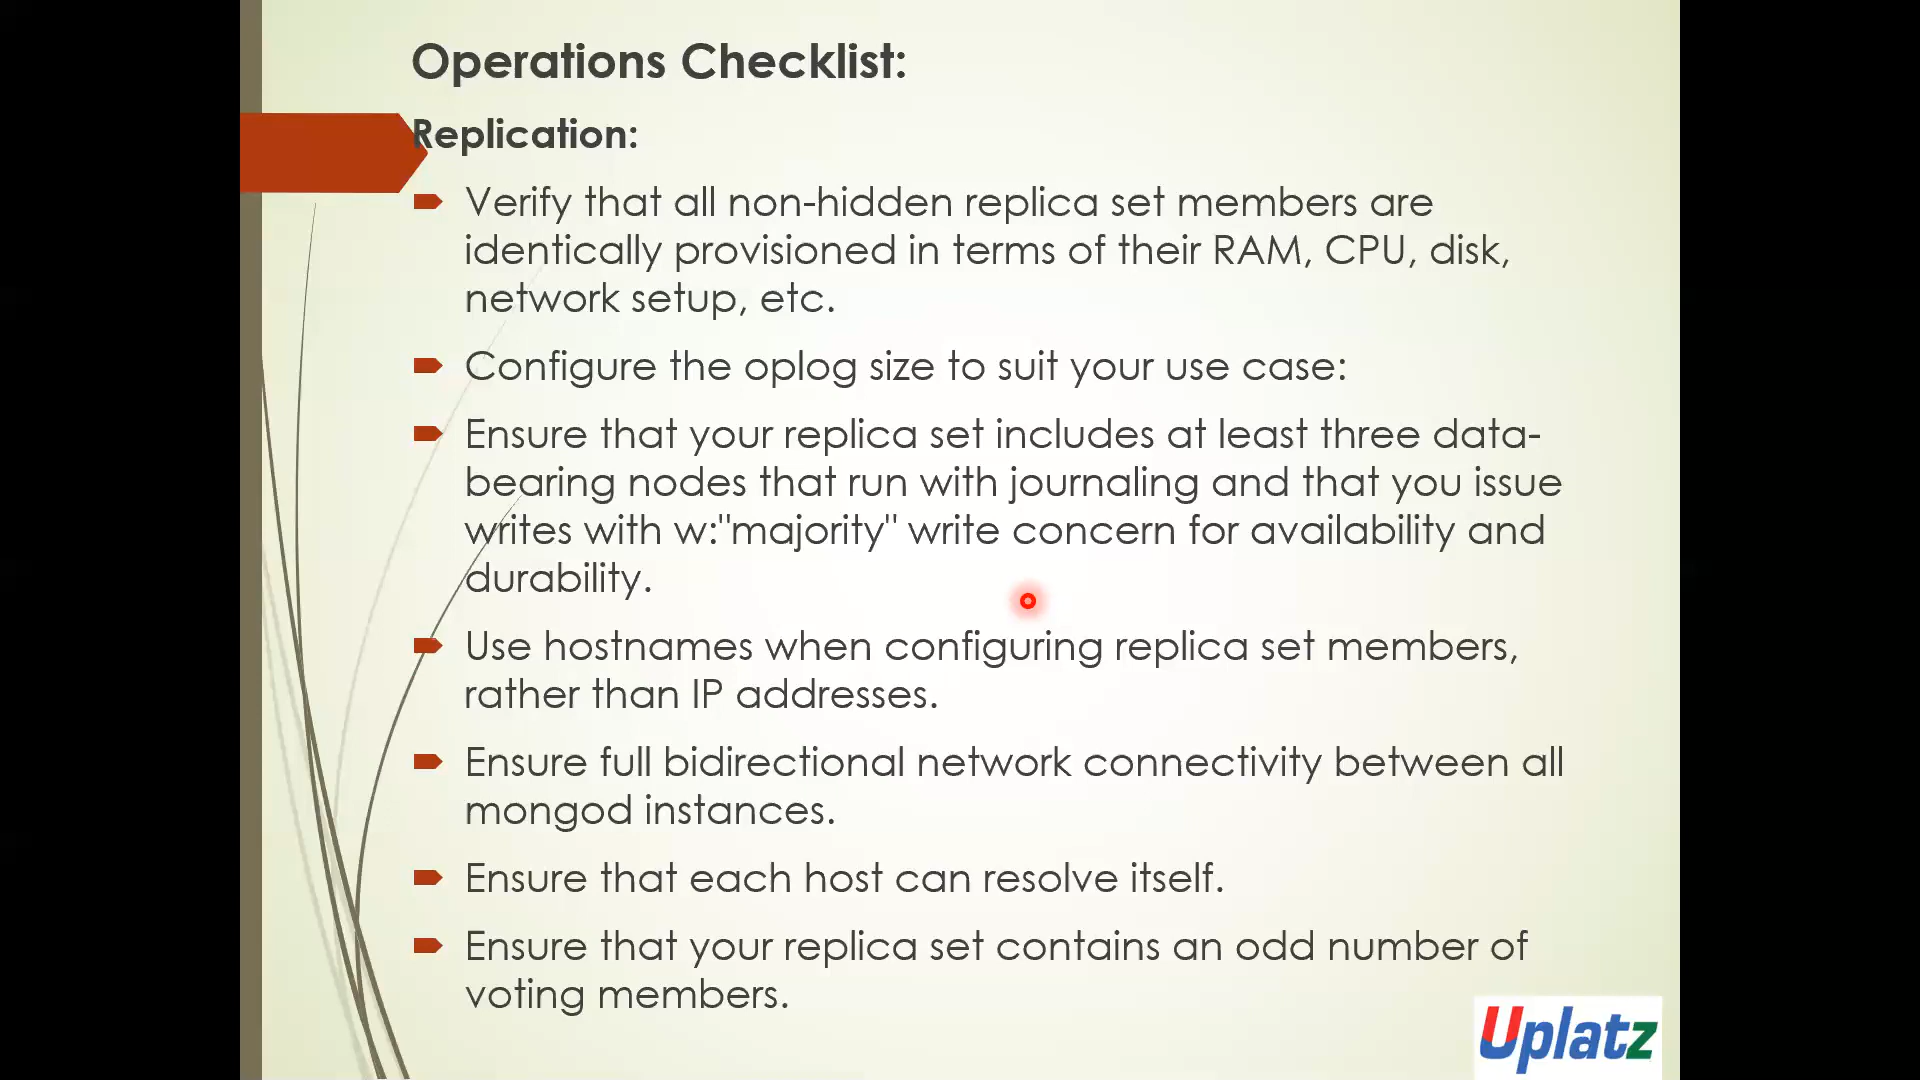 Operations Checklist:
Replication:
Verify that all non-hidden replica set members are
identically provisioned in terms of their RAM, CPU, disk,
network setup, etc.
Configure the oplog size to suit your use case:
Ensure that your replica set includes at least three data-
bearing nodes that run with journaling and that you issue
writes with w:"majority" write concern for availability and
durability.
Use hostnames when configuring replica set members,
rather than IP addresses.
Ensure full bidirectional network connectivity between all
mongod instances.
Ensure that each host can resolve itself.
Ensure that your replica set contains an odd number of
voting members.
Uplatz